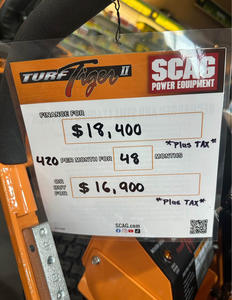 TURF Tiger II
SCAG
POWER EQUIPMENT
FINANCE FOR
$18,400
*Plus TAX*
420 PER MONTH FOR 48 MONTHS
OR
BUY
FOR
$16,900
*Plus TAX*
SCAG.com